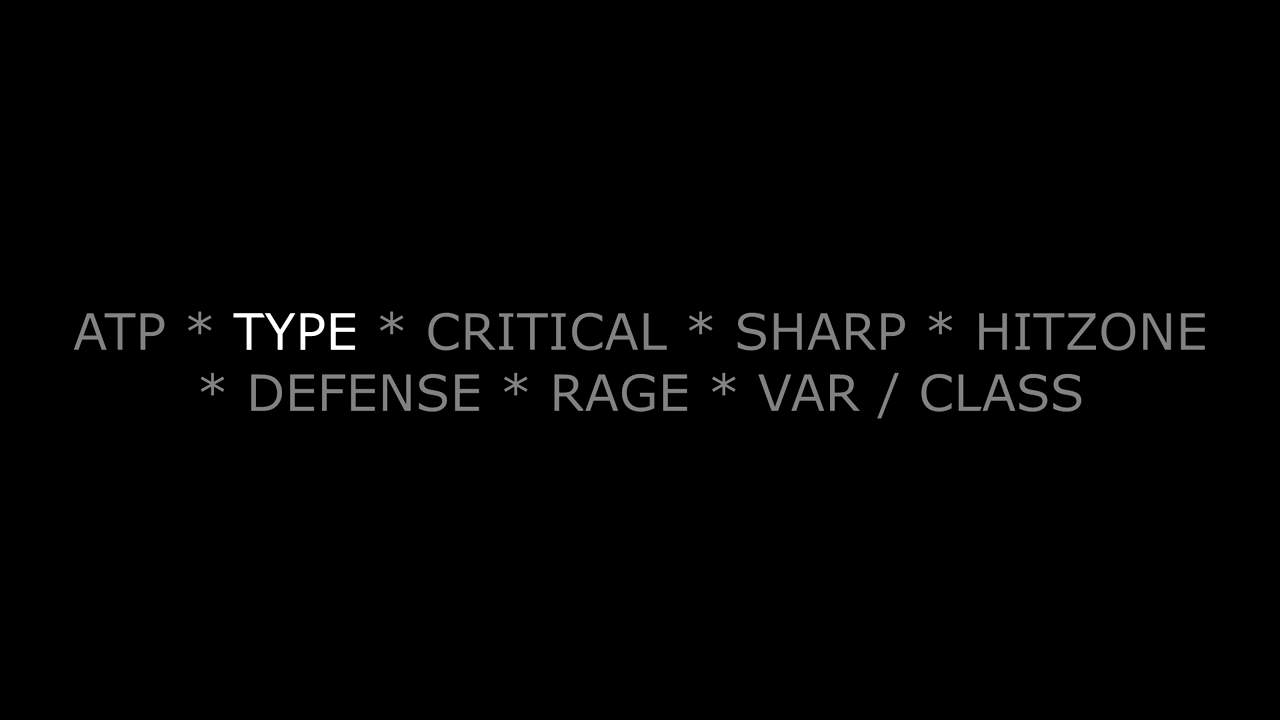 ATP * TYPE * CRITICAL * SHARP * HITZONE
* DEFENSE * RAGE * VAR / CLASS